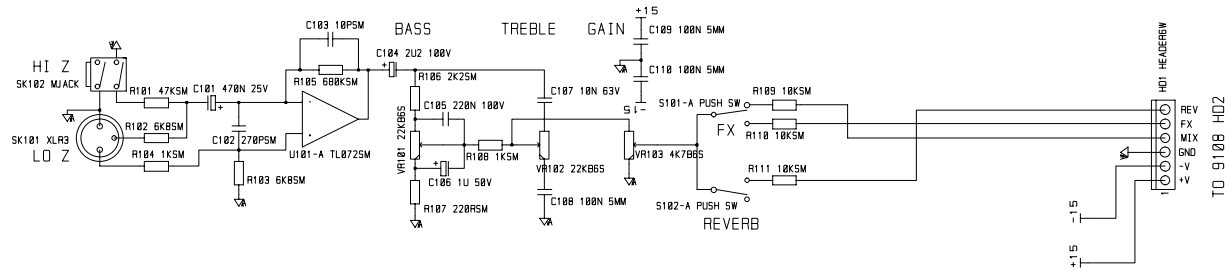 +15
C103 10PSM
BASS
TREBLE
GAIN
C109 100N 5MM
C104 2U2 100V
HI Z
SK102 MJACK
R105 680KSM
R106 2K2SM
C110 100N 5MM
-15
R101 47KSM
C101 470N 25V
C107 10N 63V
R109 10KSM
S101-A PUSH SW
C105 220N 100V
HD1 HEADER6W
REV
FX
MIX
GND
-V
+V
1
TO 9108 HD2
FX
R110 10KSM
SK101 XLR3
LO Z
R102 6K8SM
R104 1KSM
C102 270PSM
U101-A TL072SM
VR101 22KB6S
R108 1K5M
VR102 22KB6S
VR103 4K7B6S
R103 6K8SM
C106 1U 50V
R111 10KSM
R107 220RSM
C108 100N 5MM
S102-A PUSH SW
REVERB
-15
+15